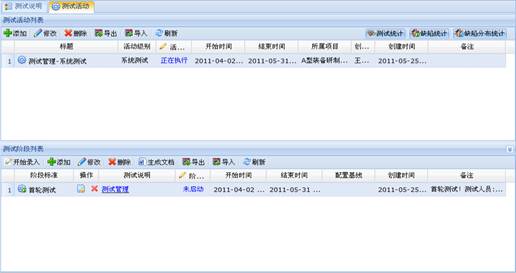 测试说明 测试活动
测试活动列表
添加 修改 删除 导出 导入 刷新 测试统计 缺陷统计 缺陷分布统计
标题 活动组别 活... 开始时间 结束时间 所属项目 创... 创建时间 备注
1 测试管理-系统测试 系统测试 正在执行 2011-04-02... 2011-05-31... A型装备研制... 王... 2011-05-25...
测试阶段列表
开始录入 添加 修改 删除 生成文档 导出 导入 刷新
阶段标准 操作 测试说明 阶... 开始时间 结束时间 配置基线 创建时间 备注
1 首轮测试 测试管理 未启动 2011-04-02 ... 2011-05-31 ... 2011-05-25... 首轮测试! 测试人员:...